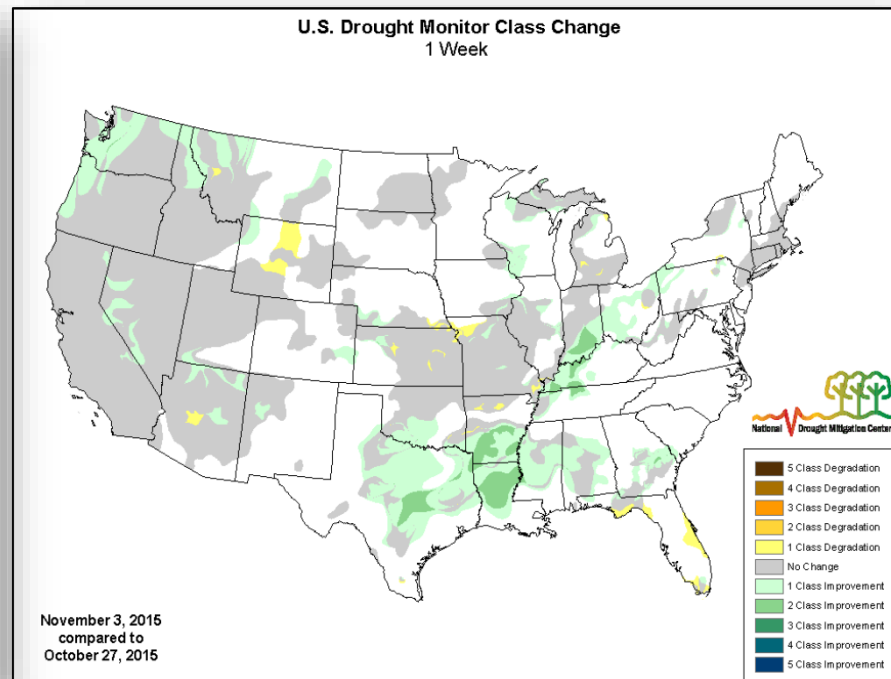 U.S. Drought Monitor Class Change
1 Week
National Drought Mitigation Center
5 Class Degradation
4 Class Degradation
3 Class Degradation
2 Class Degradation
1 Class Degradation
No Change
1 Class Improvement
2 Class Improvement
3 Class Improvement
4 Class Improvement
5 Class Improvement
November 3, 2015
compared to
October 27, 2015